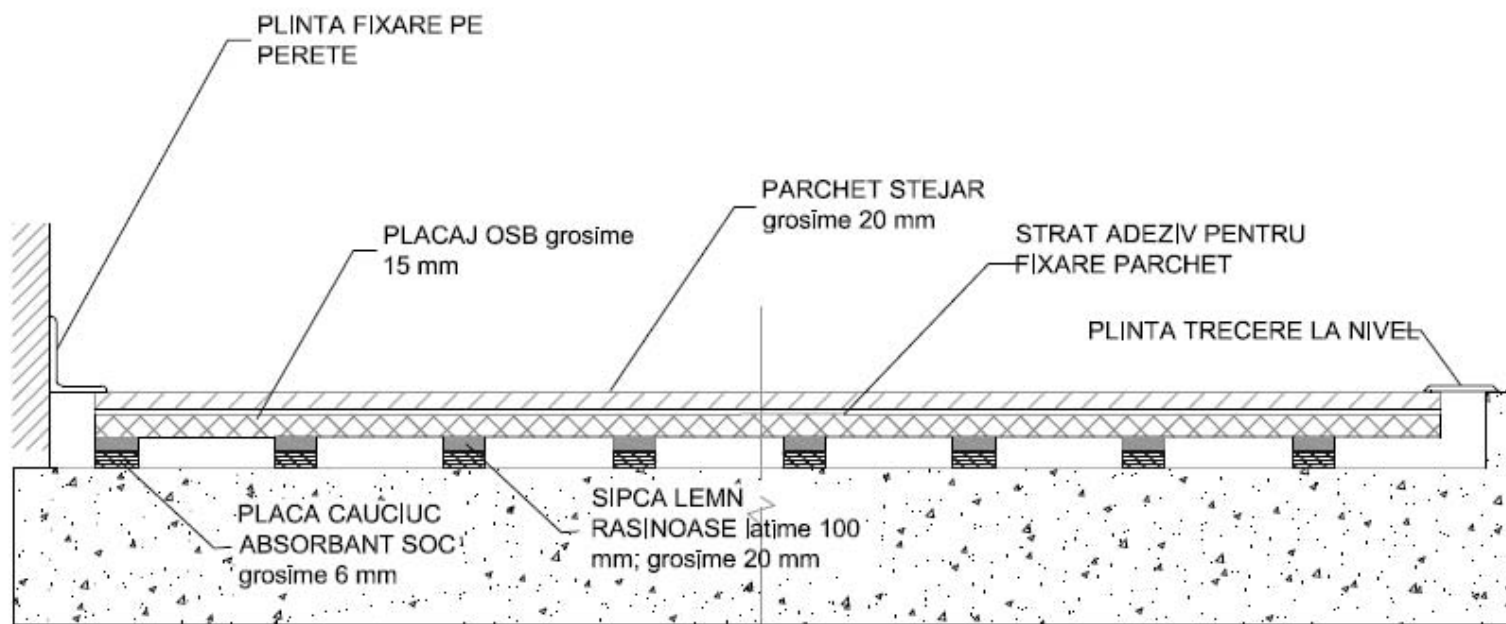 PLINTA FIXARE PE
PERETE
PARCHET STEJAR
grosime 20 mm
PLACAJ OSB grosime
15 mm
STRAT ADEZIV PENTRU
FIXARE PARCHET
PLINTA TRECERE LA NIVEL
PLACA CAUCIUC
ABSORBANT SOC
grosime 6 mm
SIPCA LEMN
RASINOASE latime 100
mm; grosime 20 mm